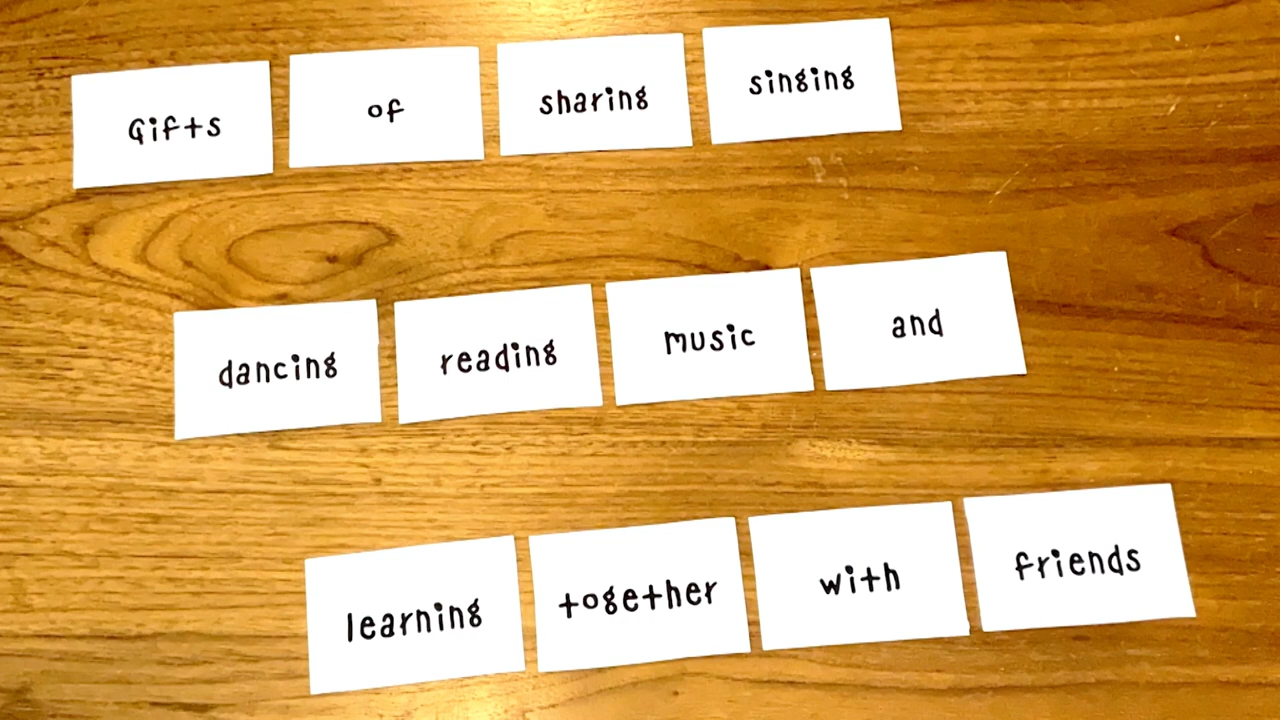 Gifts of sharing singing
dancing reading music and
learning together with friends